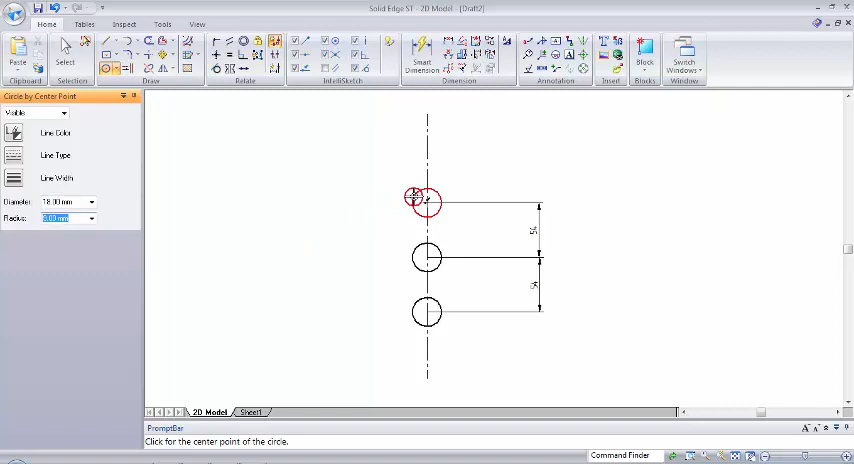 Solid Edge ST - 2D Model - [Draft2]
Home Tables Inspect Tools View
Paste
Select
Smart Dimension
Block
Switch Windows
Clipboard Selection Draw Relate IntelliSketch Dimension Annotation Insert Blocks Window
Circle by Center Point
Visible
Line Color
Line Type
Line Width
Diameter: 18.00 mm
Radius: 9.00 mm
54
54
2D Model Sheet1
PromptBar
Click for the center point of the circle.
Command Finder